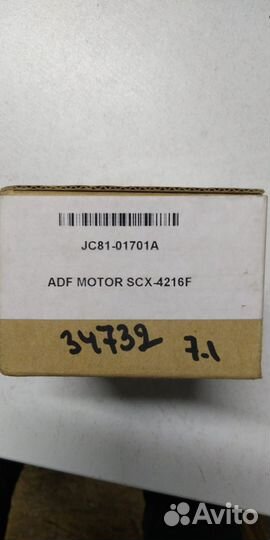 JC81-01701A
ADF MOTOR SCX-4216F
34732 7.1
Avito